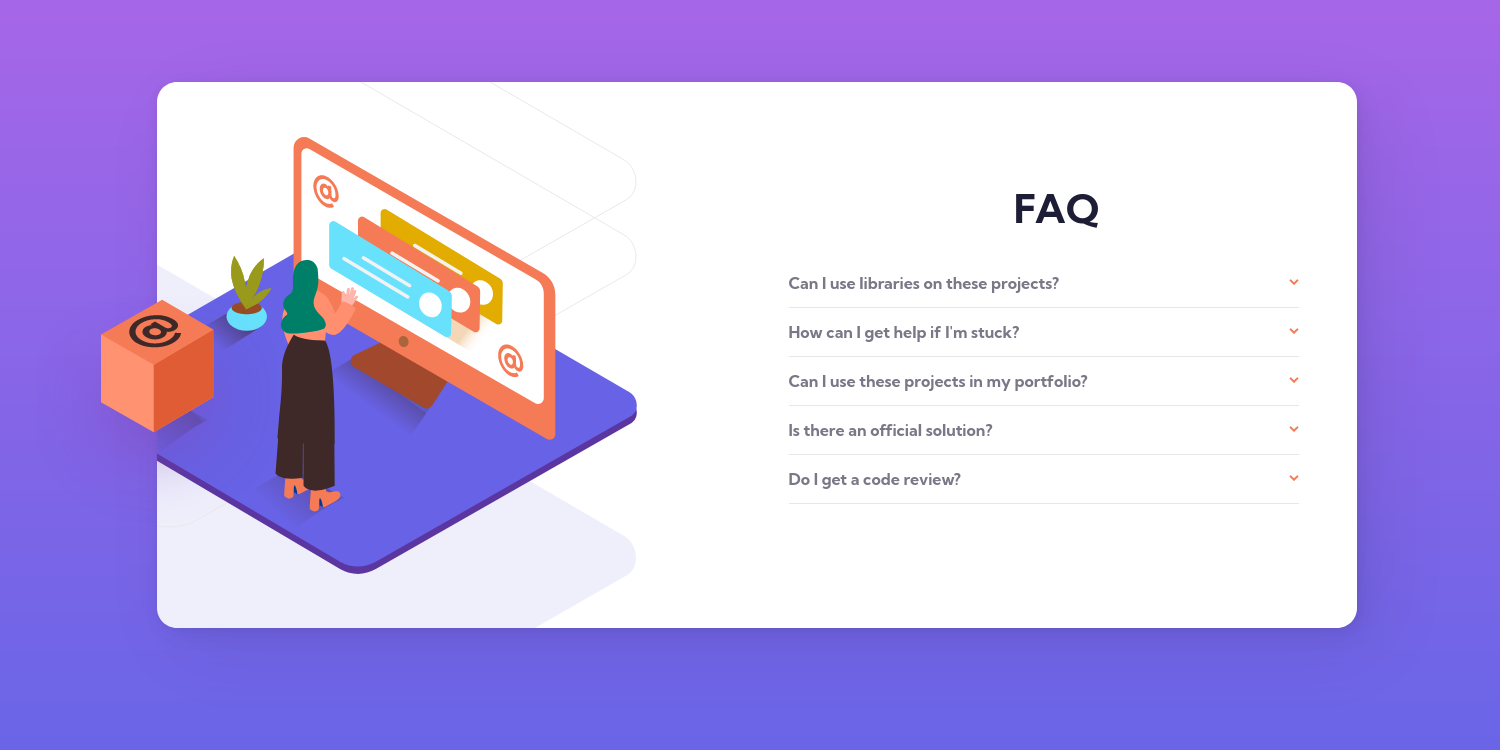 @
@
@
FAQ
Can I use libraries on these projects?
How can I get help if I'm stuck?
Can I use these projects in my portfolio?
Is there an official solution?
Do I get a code review?